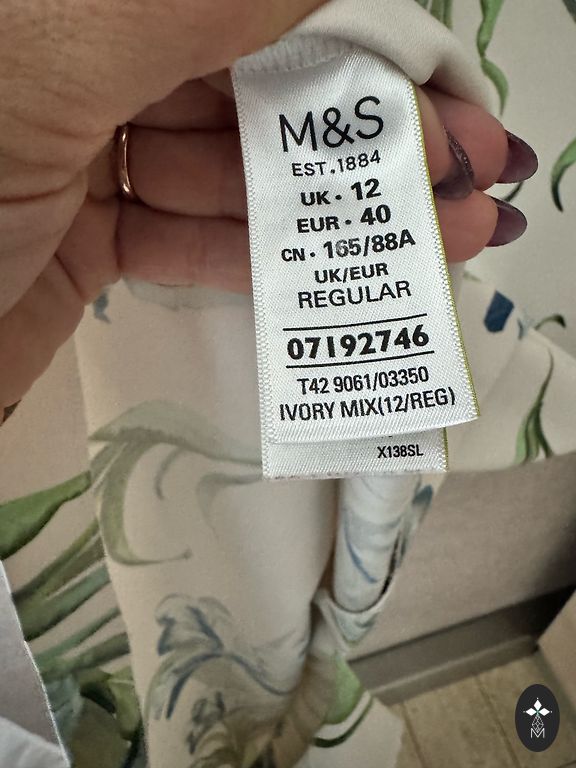 M&S
EST.1884
UK · 12
EUR · 40
CN · 165/88A
UK/EUR
REGULAR
07192746
T42 9061/03350
IVORY MIX(12/REG)
X138SL
M